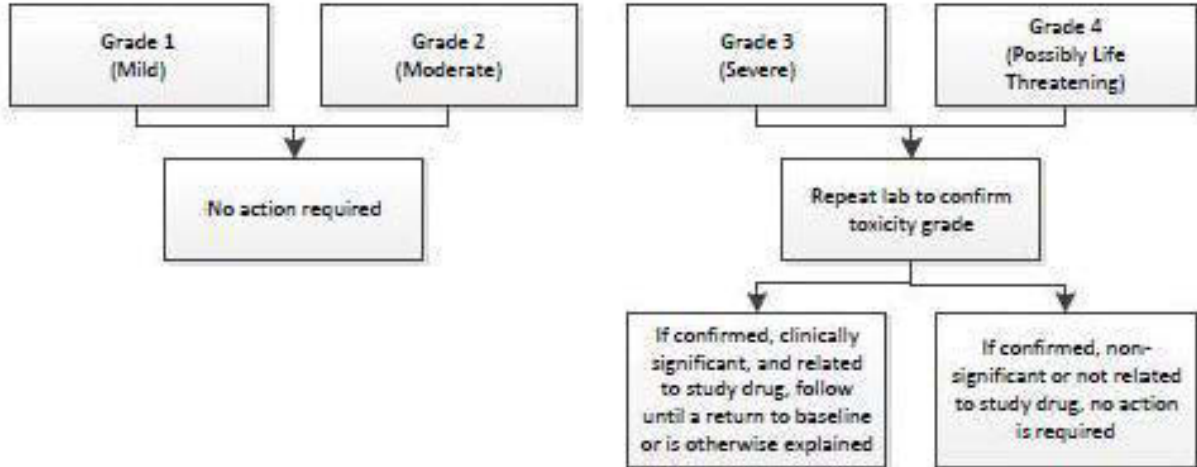 Grade 1
(Mild)
Grade 2
(Moderate)
Grade 3
(Severe)
Grade 4
(Possibly Life
Threatening)
No action required
Repeat lab to confirm
toxicity grade
If confirmed, clinically
significant, and related
to study drug, follow
until a return to baseline
or is otherwise explained
If confirmed, non-
significant or not related
to study drug, no action
is required